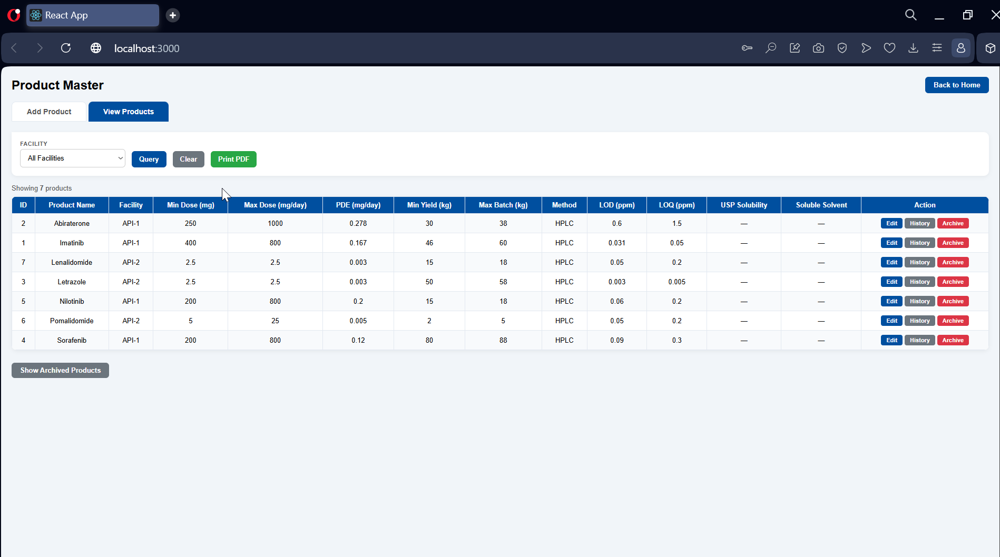 React App
localhost:3000
Product Master
Back to Home
Add Product
View Products
FACILITY
All Facilities
Query
Clear
Print PDF
Showing 7 products
ID Product Name Facility Min Dose (mg) Max Dose (mg/day) PDE (mg/day) Min Yield (kg) Max Batch (kg) Method LOD (ppm) LOQ (ppm) USP Solubility Soluble Solvent Action
2 Abiraterone API-1 250 1000 0.278 30 38 HPLC 0.6 1.5 — — Edit History Archive
1 Imatinib API-1 400 800 0.167 46 60 HPLC 0.031 0.05 — — Edit History Archive
7 Lenalidomide API-2 2.5 2.5 0.003 15 18 HPLC 0.05 0.2 — — Edit History Archive
3 Letrazole API-2 2.5 2.5 0.003 50 58 HPLC 0.003 0.005 — — Edit History Archive
5 Nilotinib API-1 200 800 0.2 15 18 HPLC 0.06 0.2 — — Edit History Archive
6 Pomalidomide API-2 5 25 0.005 2 5 HPLC 0.05 0.2 — — Edit History Archive
4 Sorafenib API-1 200 800 0.12 80 88 HPLC 0.09 0.3 — — Edit History Archive
Show Archived Products